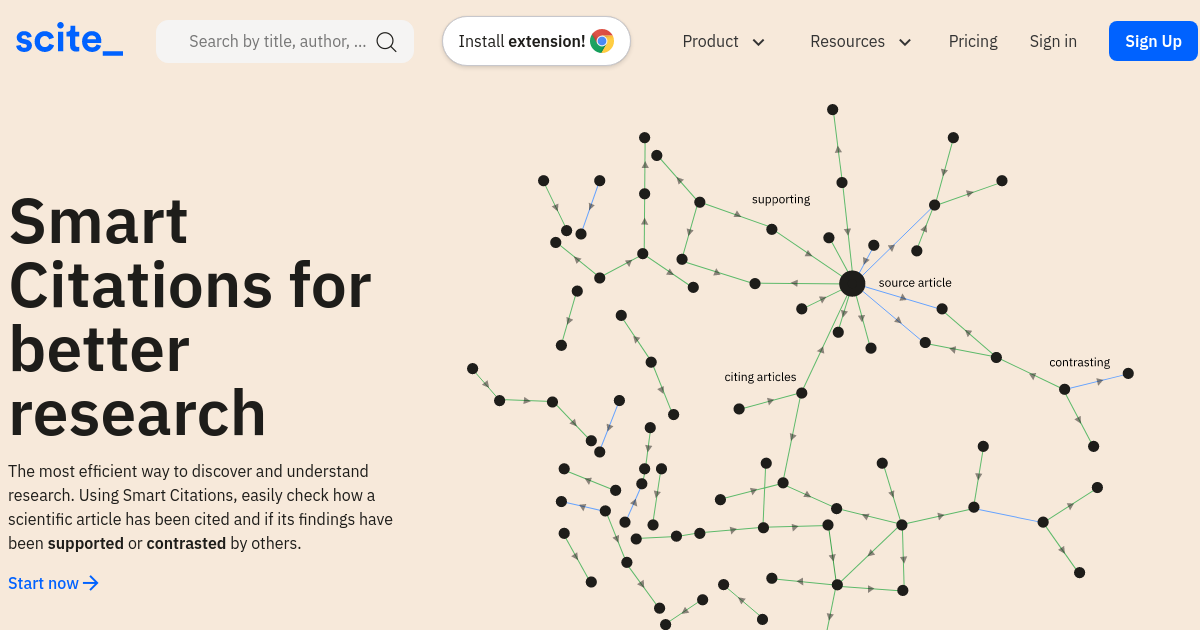 scite_
Search by title, author, ...
Install extension!
Product
Resources
Pricing
Sign in
Sign Up
supporting
source article
contrasting
citing articles
Smart
Citations for
better
research
The most efficient way to discover and understand
research. Using Smart Citations, easily check how a
scientific article has been cited and if its findings have
been supported or contrasted by others.
Start now